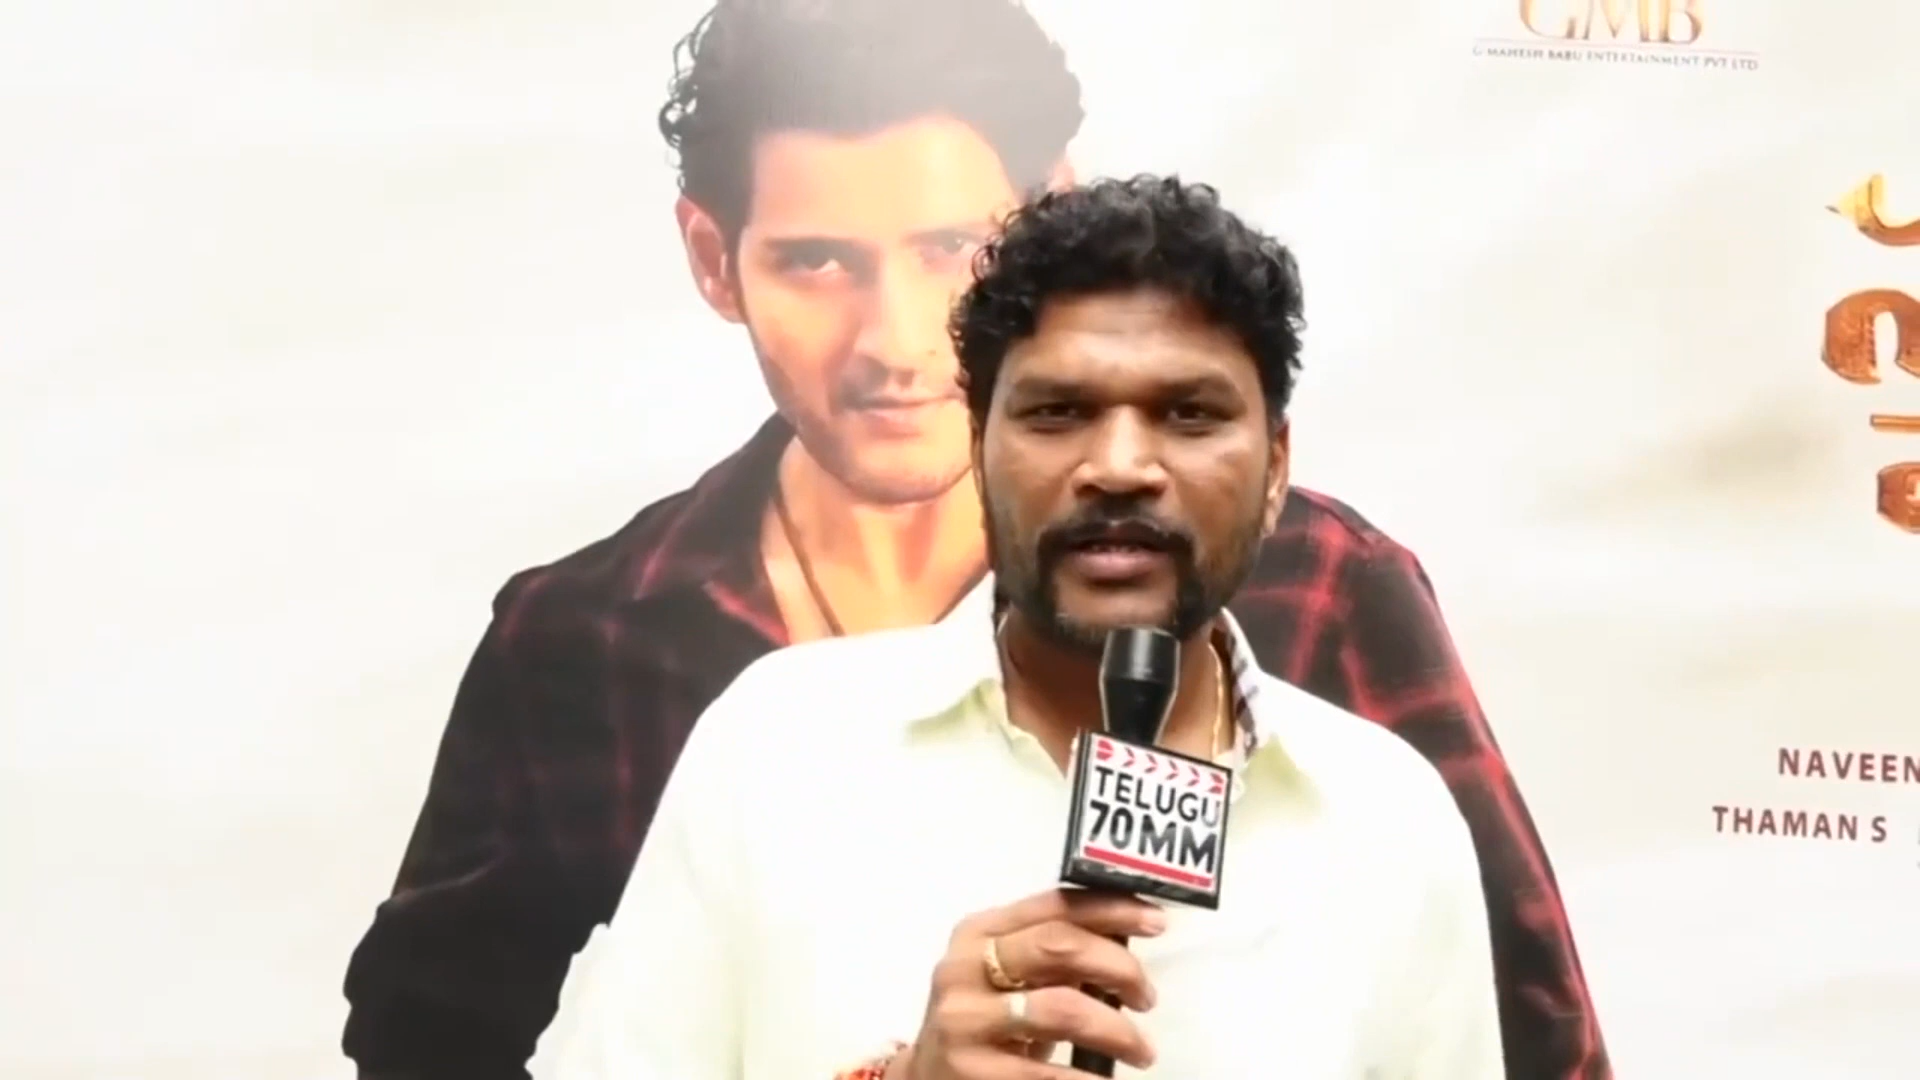 GMB
G MAHESH BABU ENTERTAINMENT PVT LTD
NAVEEN
THAMAN S
TELUGU
70MM